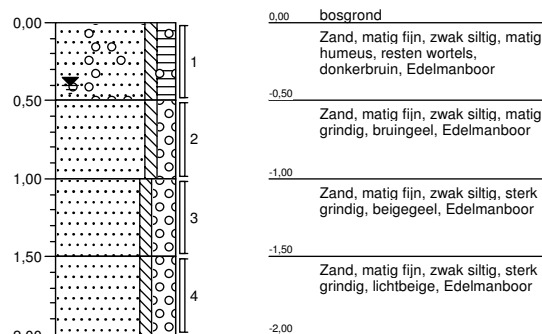 0,00
0,50
1,00
1,50
2,00
1
2
3
4
0,00 bosgrond
Zand, matig fijn, zwak siltig, matig
humeus, resten wortels,
donkerbruin, Edelmanboor
-0,50
Zand, matig fijn, zwak siltig, matig
grindig, bruingeel, Edelmanboor
-1,00
Zand, matig fijn, zwak siltig, sterk
grindig, beigegeel, Edelmanboor
-1,50
Zand, matig fijn, zwak siltig, sterk
grindig, lichtbeige, Edelmanboor
-2,00